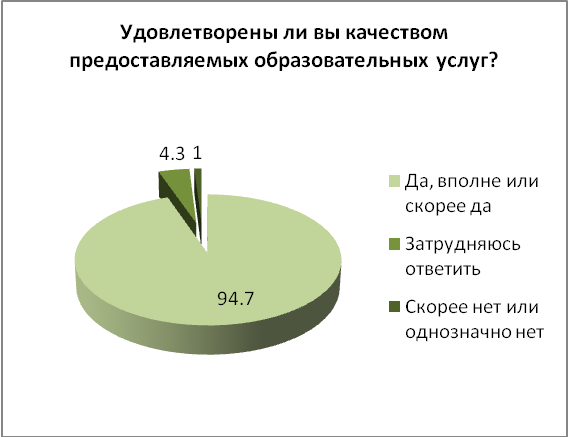 Удовлетворены ли вы качеством
предоставляемых образовательных услуг?
4.3 1
94.7
Да, вполне или
скорее да
Затрудняюсь
ответить
Скорее нет или
однозначно нет